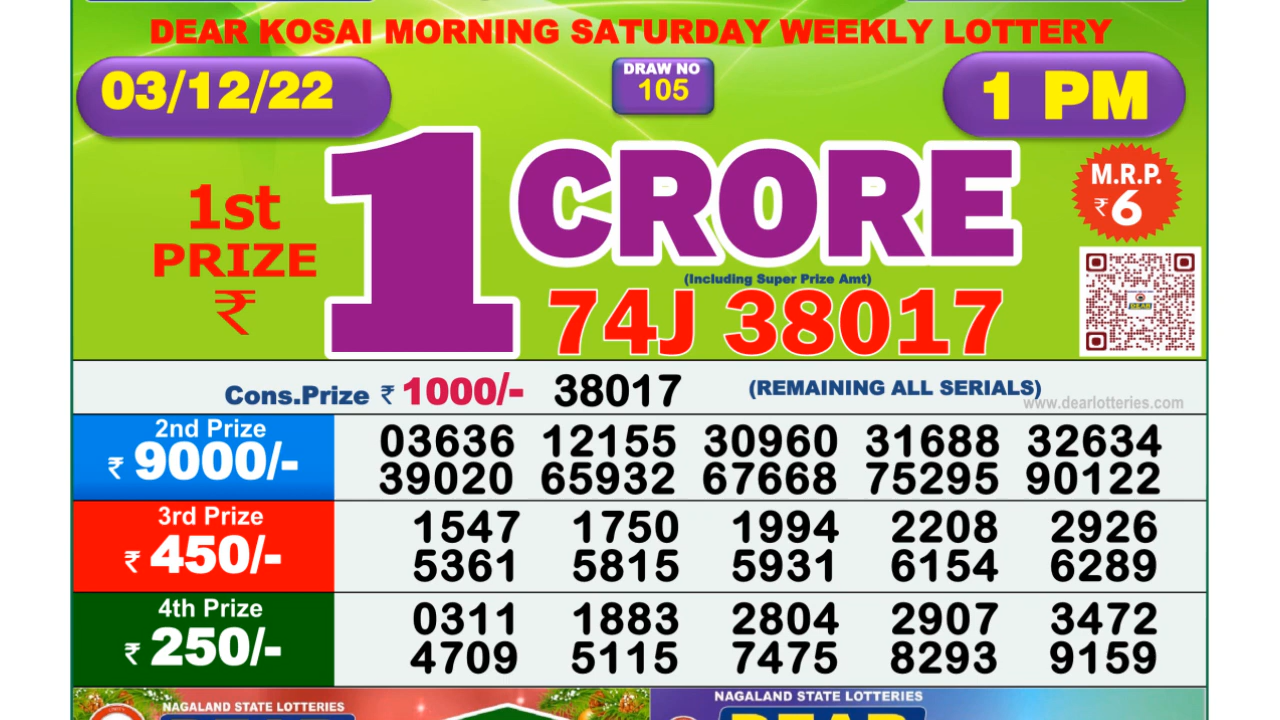 DEAR KOSAI MORNING SATURDAY WEEKLY LOTTERY
03/12/22
DRAW NO
105
1 PM
1st
PRIZE
₹
1 CRORE
(Including Super Prize Amt)
74J 38017
M.R.P.
₹ 6
DEAR
Cons.Prize ₹ 1000/- 38017 (REMAINING ALL SERIALS)
www.dearlotteries.com
2nd Prize
₹ 9000/-
03636 12155 30960 31688 32634
39020 65932 67668 75295 90122
3rd Prize
₹ 450/-
1547 1750 1994 2208 2926
5361 5815 5931 6154 6289
4th Prize
₹ 250/-
0311 1883 2804 2907 3472
4709 5115 7475 8293 9159
NAGALAND STATE LOTTERIES
DEAR
NAGALAND STATE LOTTERIES
DEAR